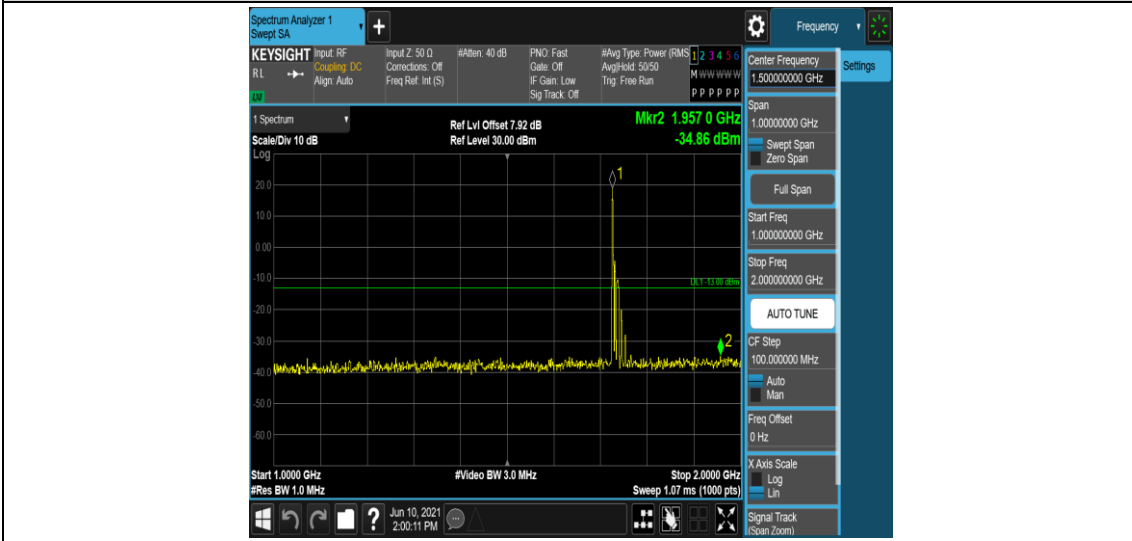 Spectrum Analyzer 1
Swept SA
+
Frequency
KEYSIGHT
RL
Input: RF
Coupling: DC
Align: Auto
Input Z: 50 Ω
Corrections: Off
Freq Ref: Int (S)
#Atten: 40 dB
PNO: Fast
Gate: Off
IF Gain: Low
Sig Track: Off
#Avg Type: Power (RMS
Avg|Hold: 50/50
Trig: Free Run
1 2 3 4 5 6
M W W W W W
P P P P P P
1 Spectrum
Scale/Div 10 dB
Log
Ref Lvl Offset 7.92 dB
Ref Level 30.00 dBm
Mkr2 1.957 0 GHz
-34.86 dBm
1
20.0
10.0
0.00
-10.0
DL1 -13.00 dBm
-20.0
-30.0
2
-40.0
-50.0
-60.0
Start 1.0000 GHz
#Res BW 1.0 MHz
#Video BW 3.0 MHz
Stop 2.0000 GHz
Sweep 1.07 ms (1000 pts)
?
Jun 10, 2021
2:00:11 PM
Center Frequency
1.500000000 GHz
Settings
Span
1.00000000 GHz
Swept Span
Zero Span
Full Span
Start Freq
1.000000000 GHz
Stop Freq
2.000000000 GHz
AUTO TUNE
CF Step
100.000000 MHz
Auto
Man
Freq Offset
0 Hz
X Axis Scale
Log
Lin
Signal Track
(Span Zoom)